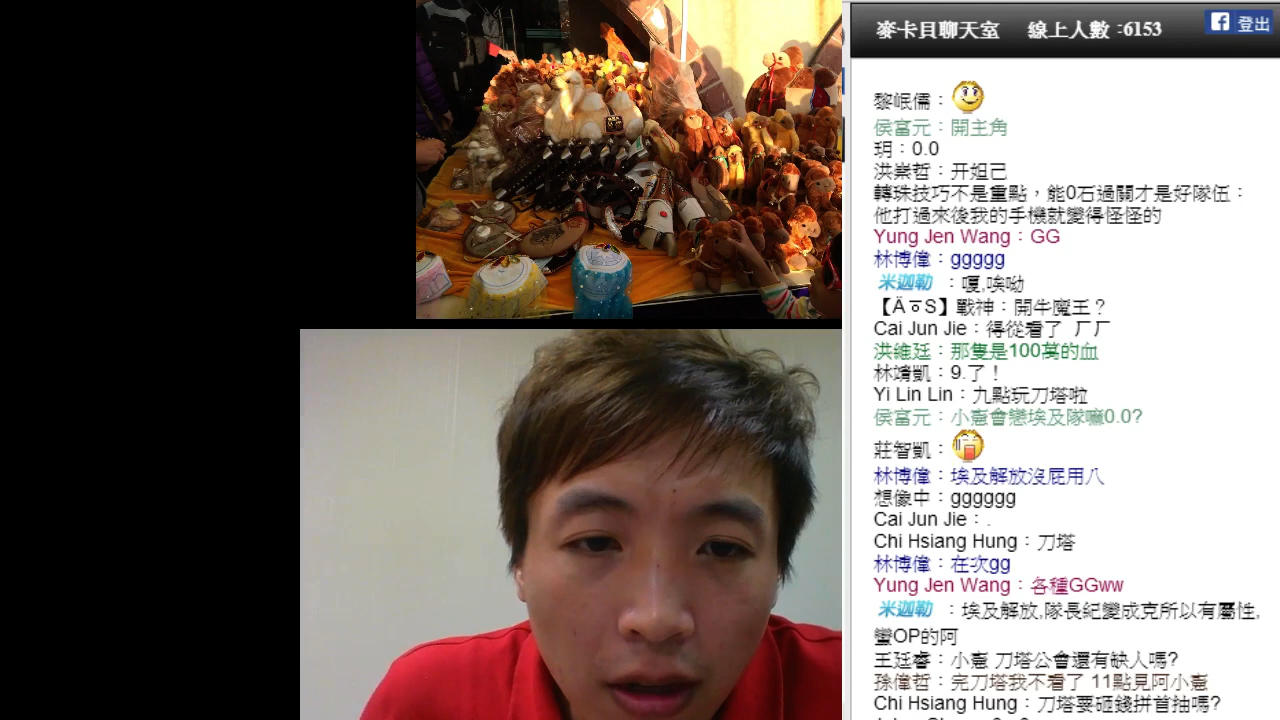 麥卡貝聊天室 線上人數 :6153
登出
黎岷儒：
侯富元：開主角
玥：0.0
洪崇哲：开妲己
轉珠技巧不是重點，能0石過關才是好隊伍：
他打過來後我的手機就變得怪怪的
Yung Jen Wang：GG
林博偉：ggggg
米迦勒 ：嗄,唉呦
【ÄㅎS】戰神：開牛魔王？
Cai Jun Jie：得從看了 ㄏㄏ
洪維廷：那隻是100萬的血
林靖凱：9.了！
Yi Lin Lin：九點玩刀塔啦
侯富元：小憲會戀埃及隊嘛0.0?
莊智凱：
林博偉：埃及解放沒屁用八
想像中：gggggg
Cai Jun Jie：.
Chi Hsiang Hung：刀塔
林博偉：在次gg
Yung Jen Wang：各種GGww
米迦勒 ：埃及解放,隊長紀變成克所以有屬性,
蠻OP的阿
王廷睿：小憲 刀塔公會還有缺人嗎?
孫偉哲：完刀塔我不看了 11點見阿小憲
Chi Hsiang Hung：刀塔要砸錢拼首抽嗎?